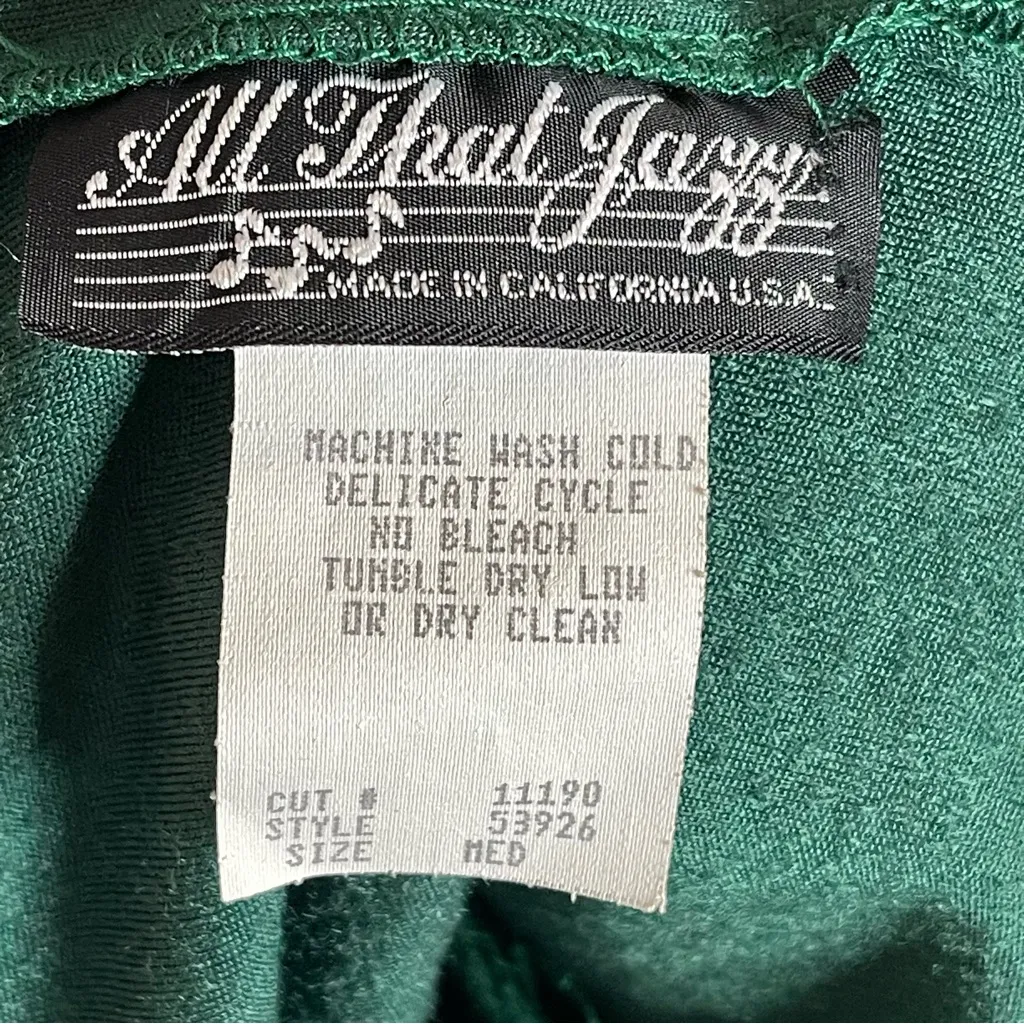 All That Jazz
MADE IN CALIFORNIA U.S.A.
MACHINE WASH COLD
DELICATE CYCLE
NO BLEACH
TUMBLE DRY LOW
OR DRY CLEAN
CUT # 11190
STYLE 53926
SIZE MED